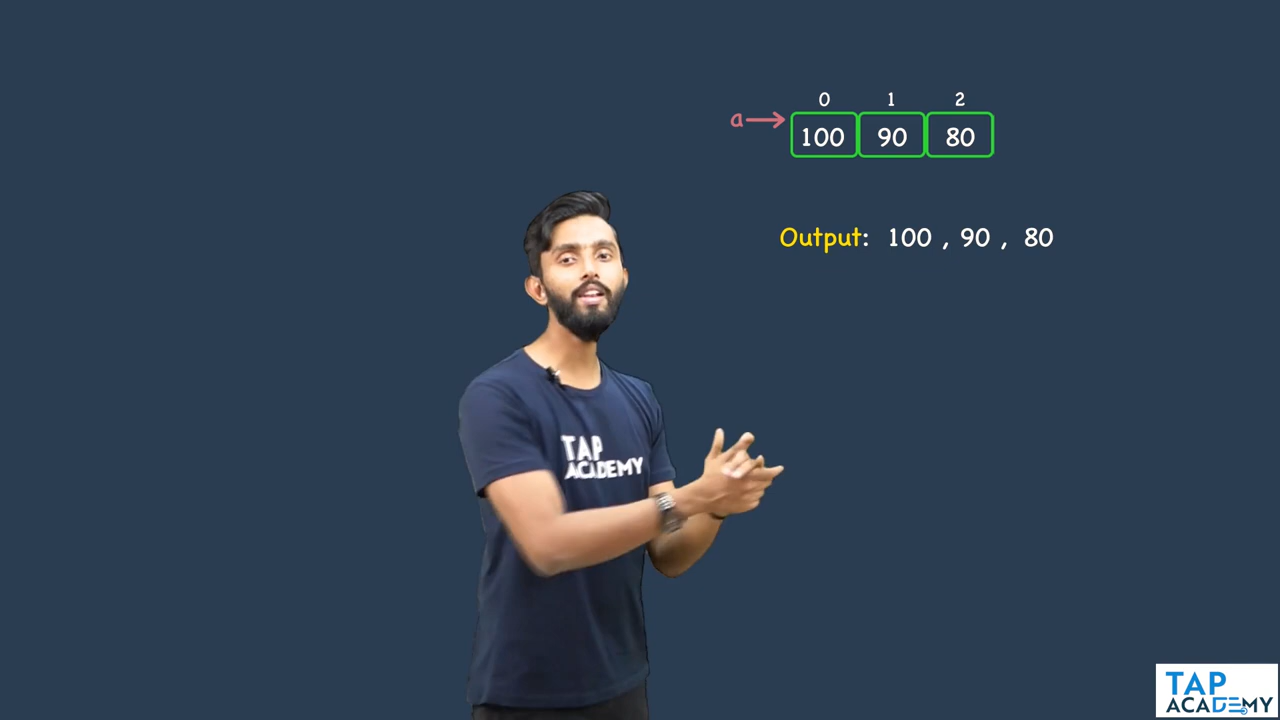 0 1 2
a → 100 90 80
Output: 100 , 90 , 80
TAP
ACADEMY
TAP
ACADEMY